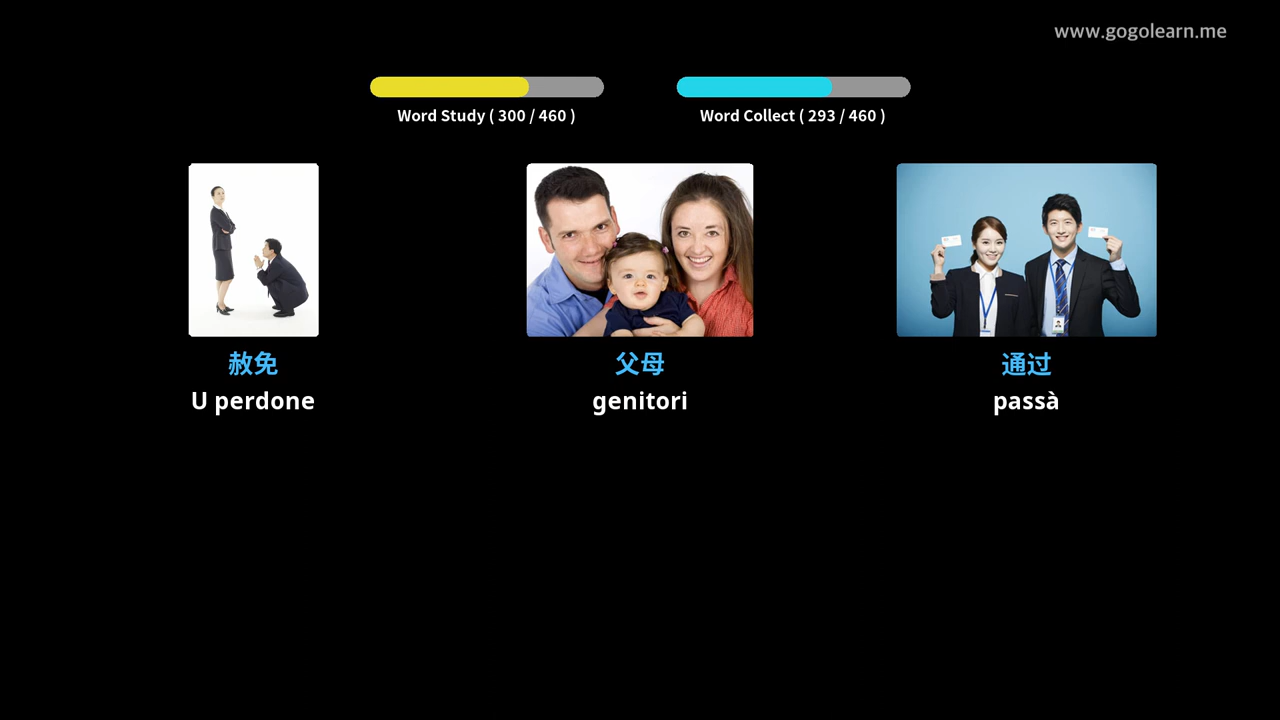 www.gogolearn.me
Word Study ( 300 / 460 )
Word Collect ( 293 / 460 )
赦免
父母
通过
U perdone
genitori
passà